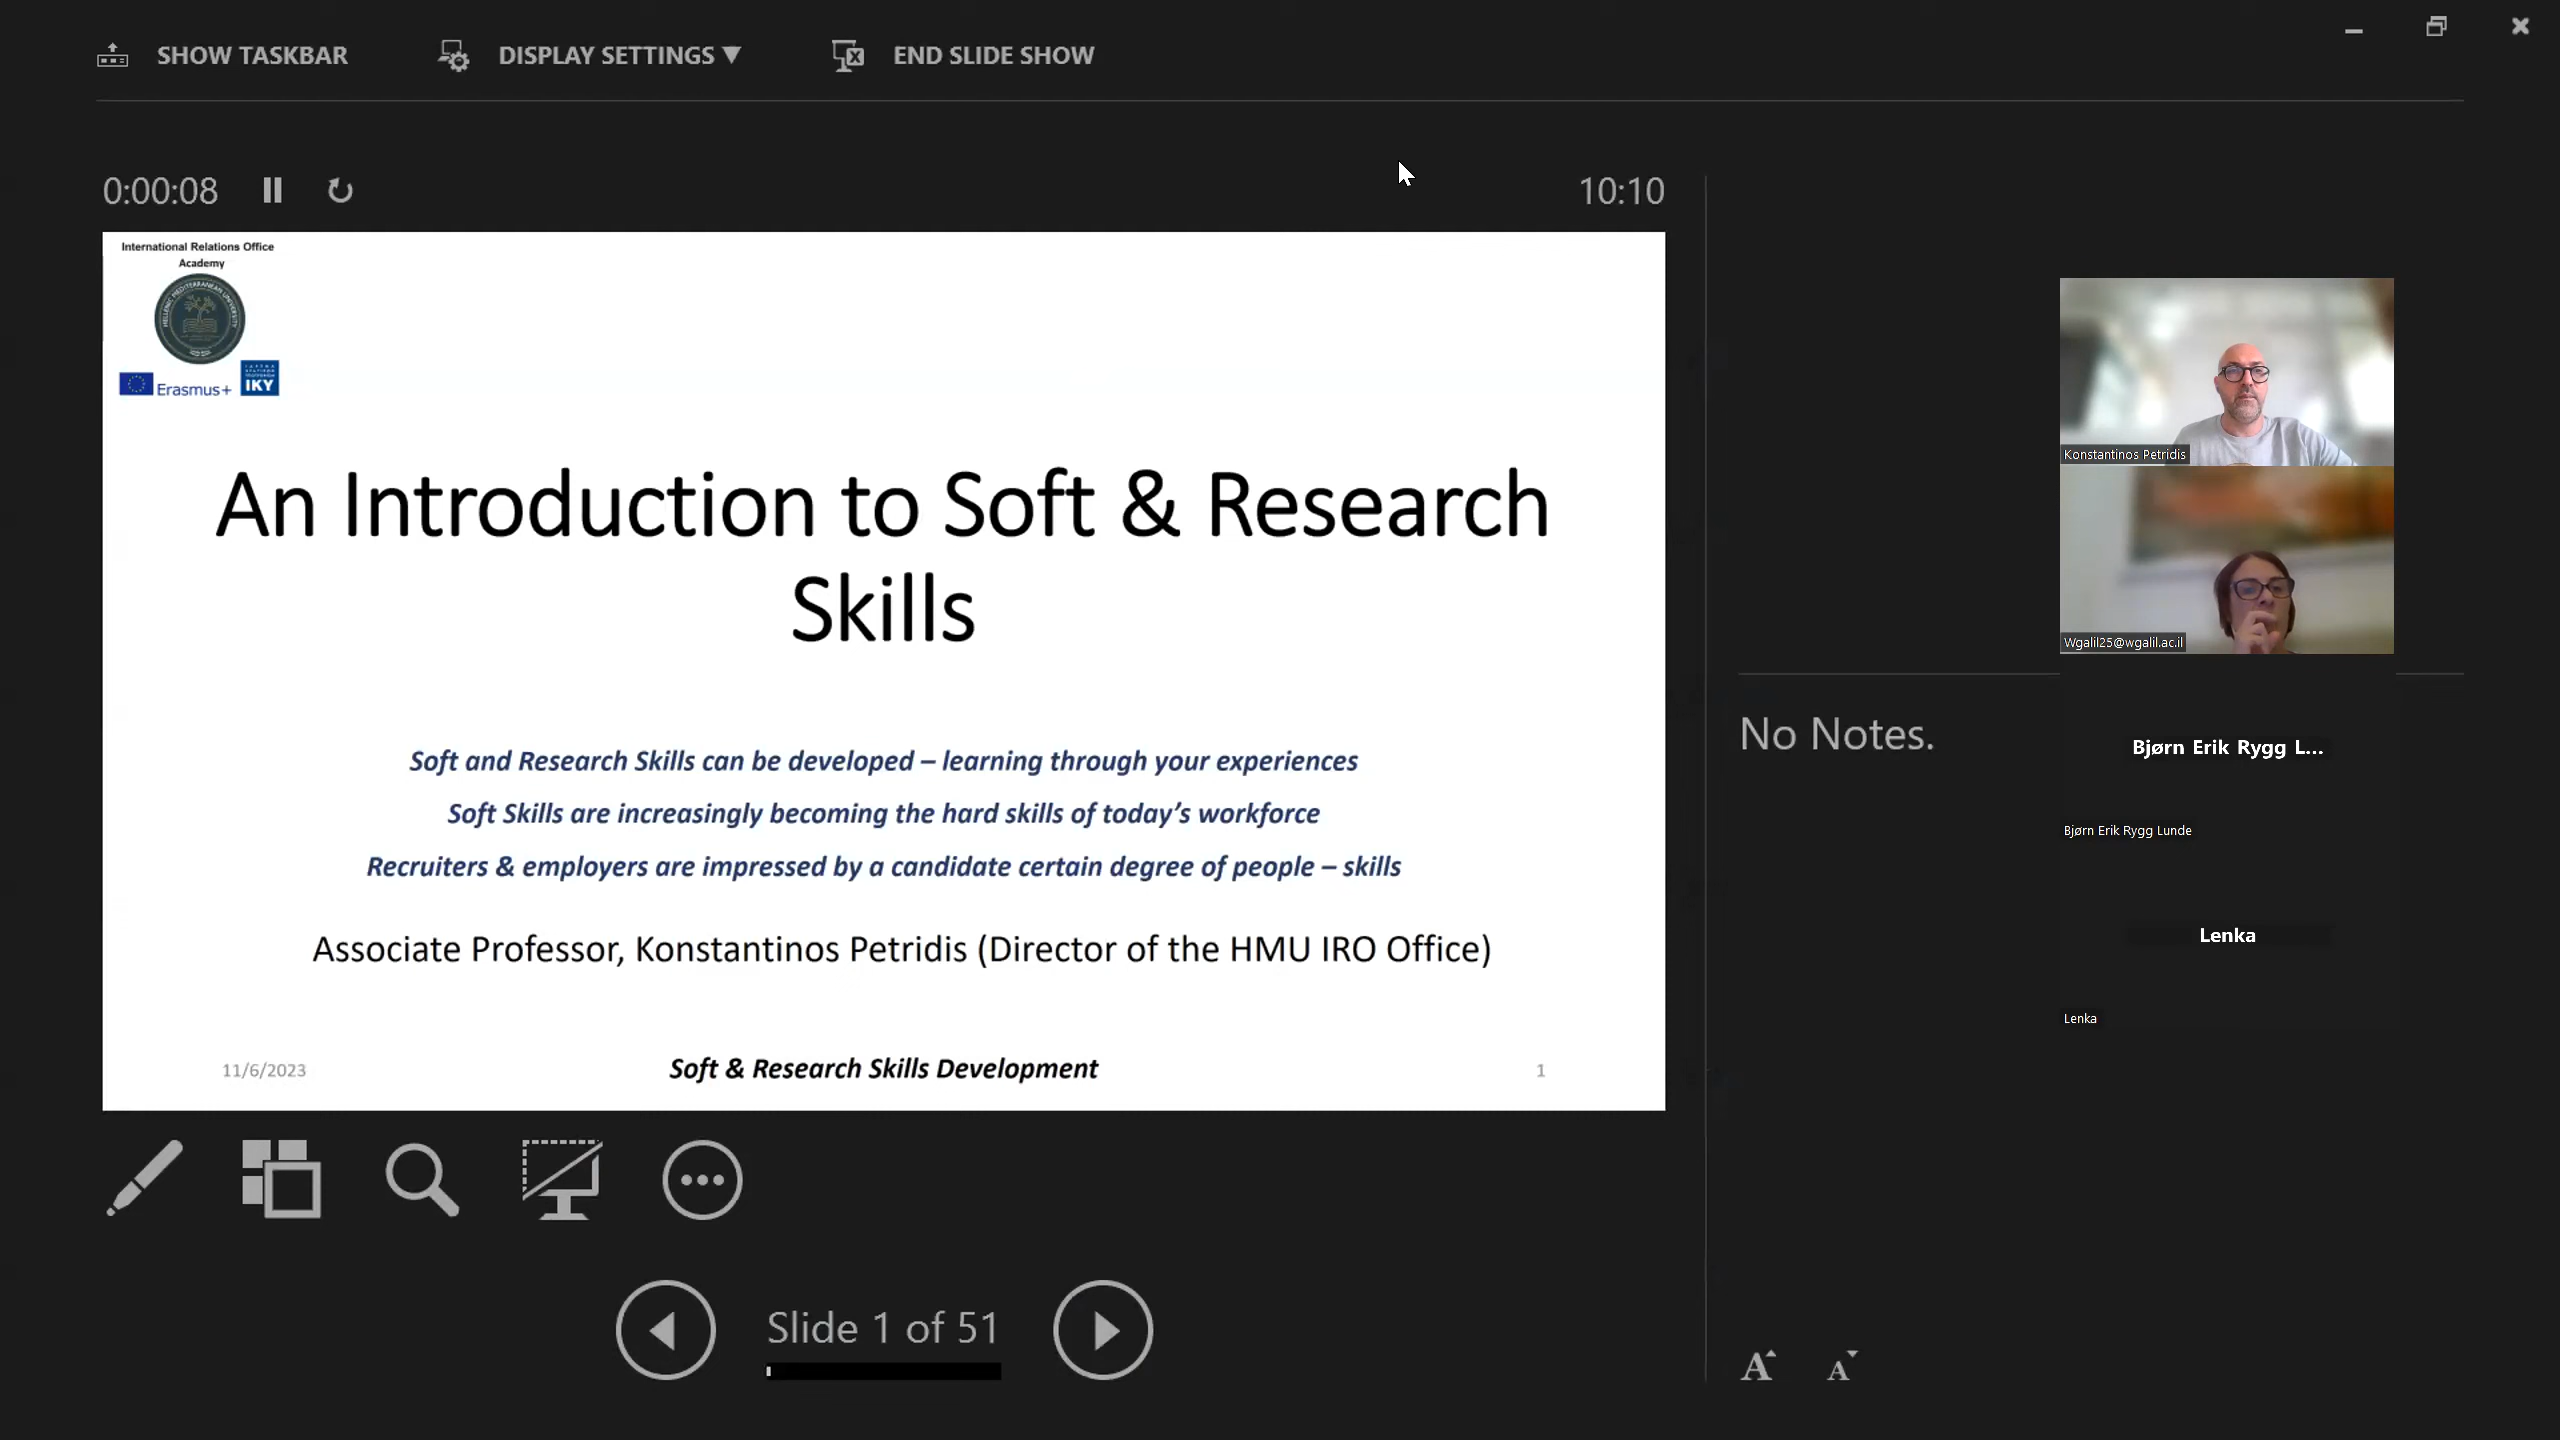 SHOW TASKBAR
DISPLAY SETTINGS
END SLIDE SHOW
0:00:08
10:10
International Relations Office
Academy
HELLENIC MEDITERRANEAN UNIVERSITY
Erasmus+
IKY
An Introduction to Soft & Research
Skills
Soft and Research Skills can be developed – learning through your experiences
Soft Skills are increasingly becoming the hard skills of today’s workforce
Recruiters & employers are impressed by a candidate certain degree of people – skills
Associate Professor, Konstantinos Petridis (Director of the HMU IRO Office)
11/6/2023
Soft & Research Skills Development
1
Slide 1 of 51
Konstantinos Petridis
Wgalil25@wgalil.ac.il
No Notes.
Bjørn Erik Rygg L...
Bjørn Erik Rygg Lunde
Lenka
Lenka
A
A